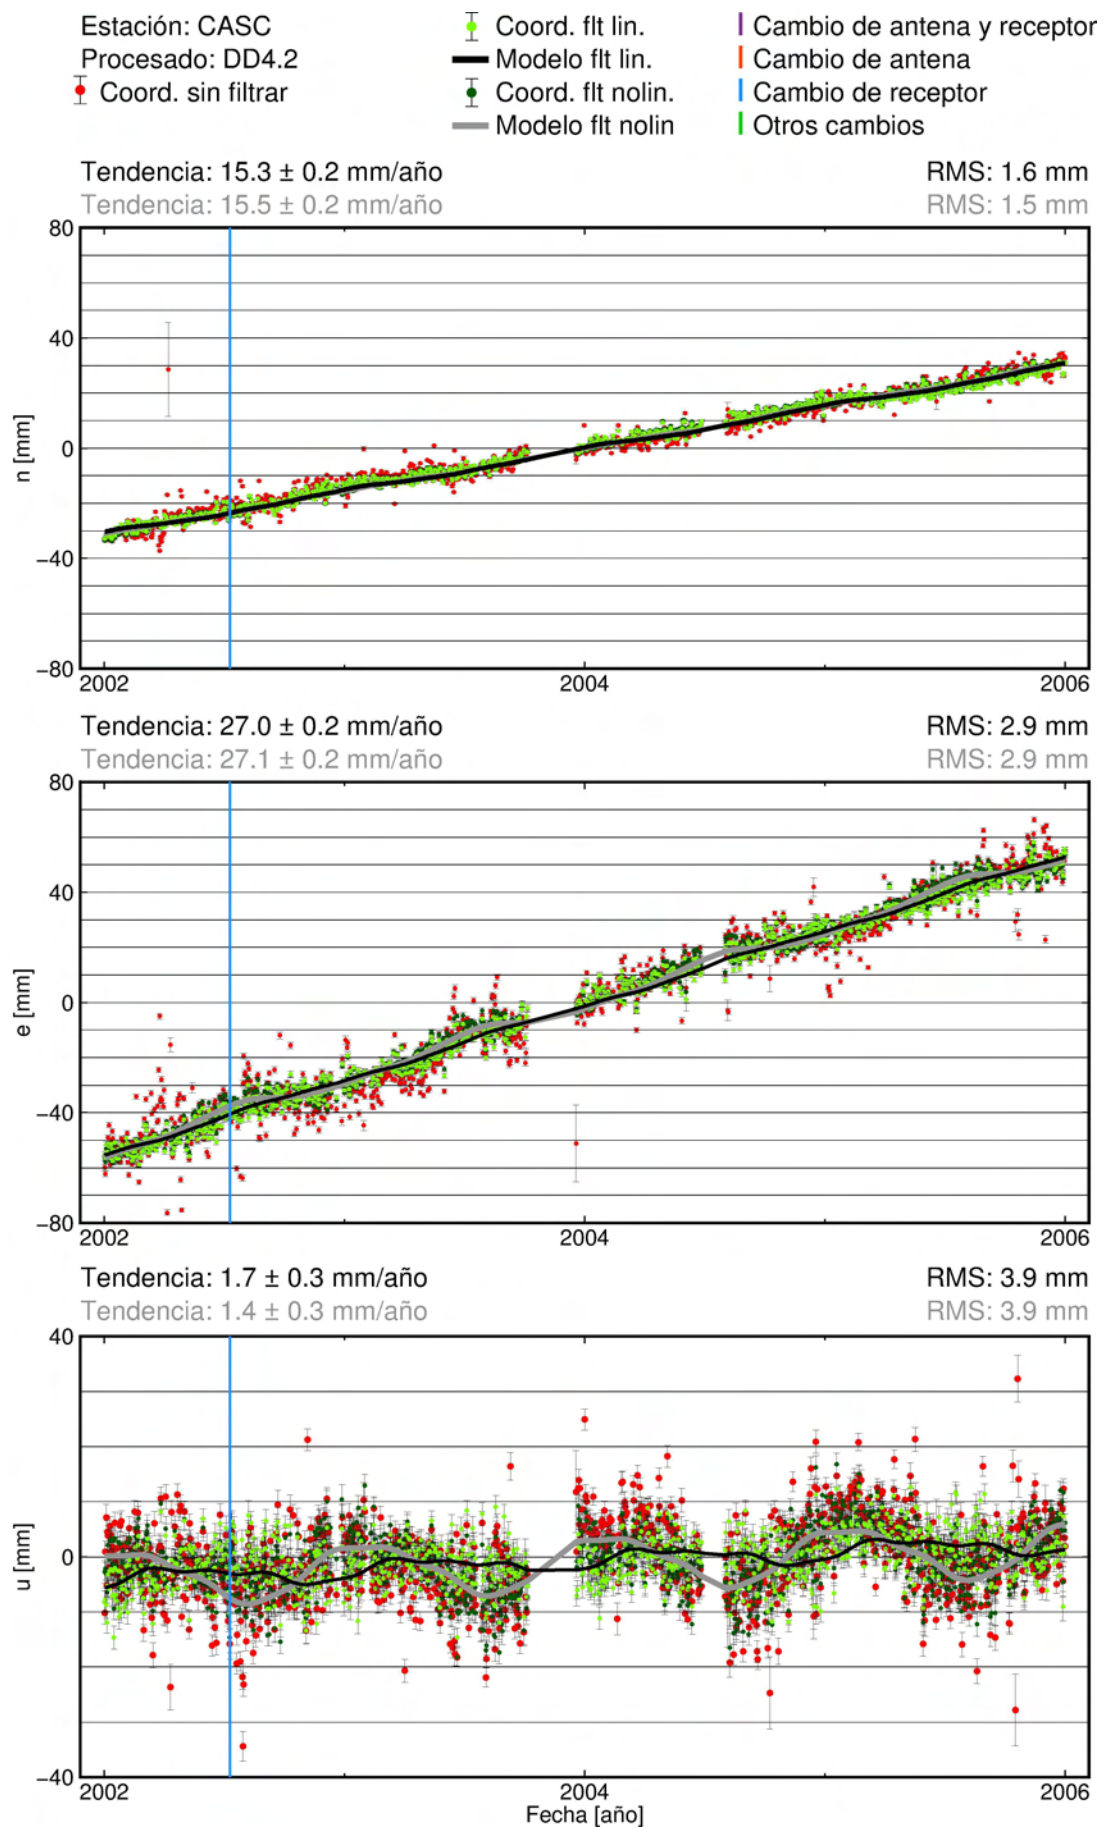 Estación: CASC
Procesado: DD4.2
Coord. sin filtrar
Coord. flt lin.
Modelo flt lin.
Coord. flt nolin.
Modelo flt nolin
Cambio de antena y receptor
Cambio de antena
Cambio de receptor
Otros cambios
Tendencia: 15.3 ± 0.2 mm/año RMS: 1.6 mm
Tendencia: 15.5 ± 0.2 mm/año RMS: 1.5 mm
80
40
0
−40
−80
n [mm]
2002 2004 2006
Tendencia: 27.0 ± 0.2 mm/año RMS: 2.9 mm
Tendencia: 27.1 ± 0.2 mm/año RMS: 2.9 mm
80
40
0
−40
−80
e [mm]
2002 2004 2006
Tendencia: 1.7 ± 0.3 mm/año RMS: 3.9 mm
Tendencia: 1.4 ± 0.3 mm/año RMS: 3.9 mm
40
0
−40
u [mm]
2002 2004 2006
Fecha [año]